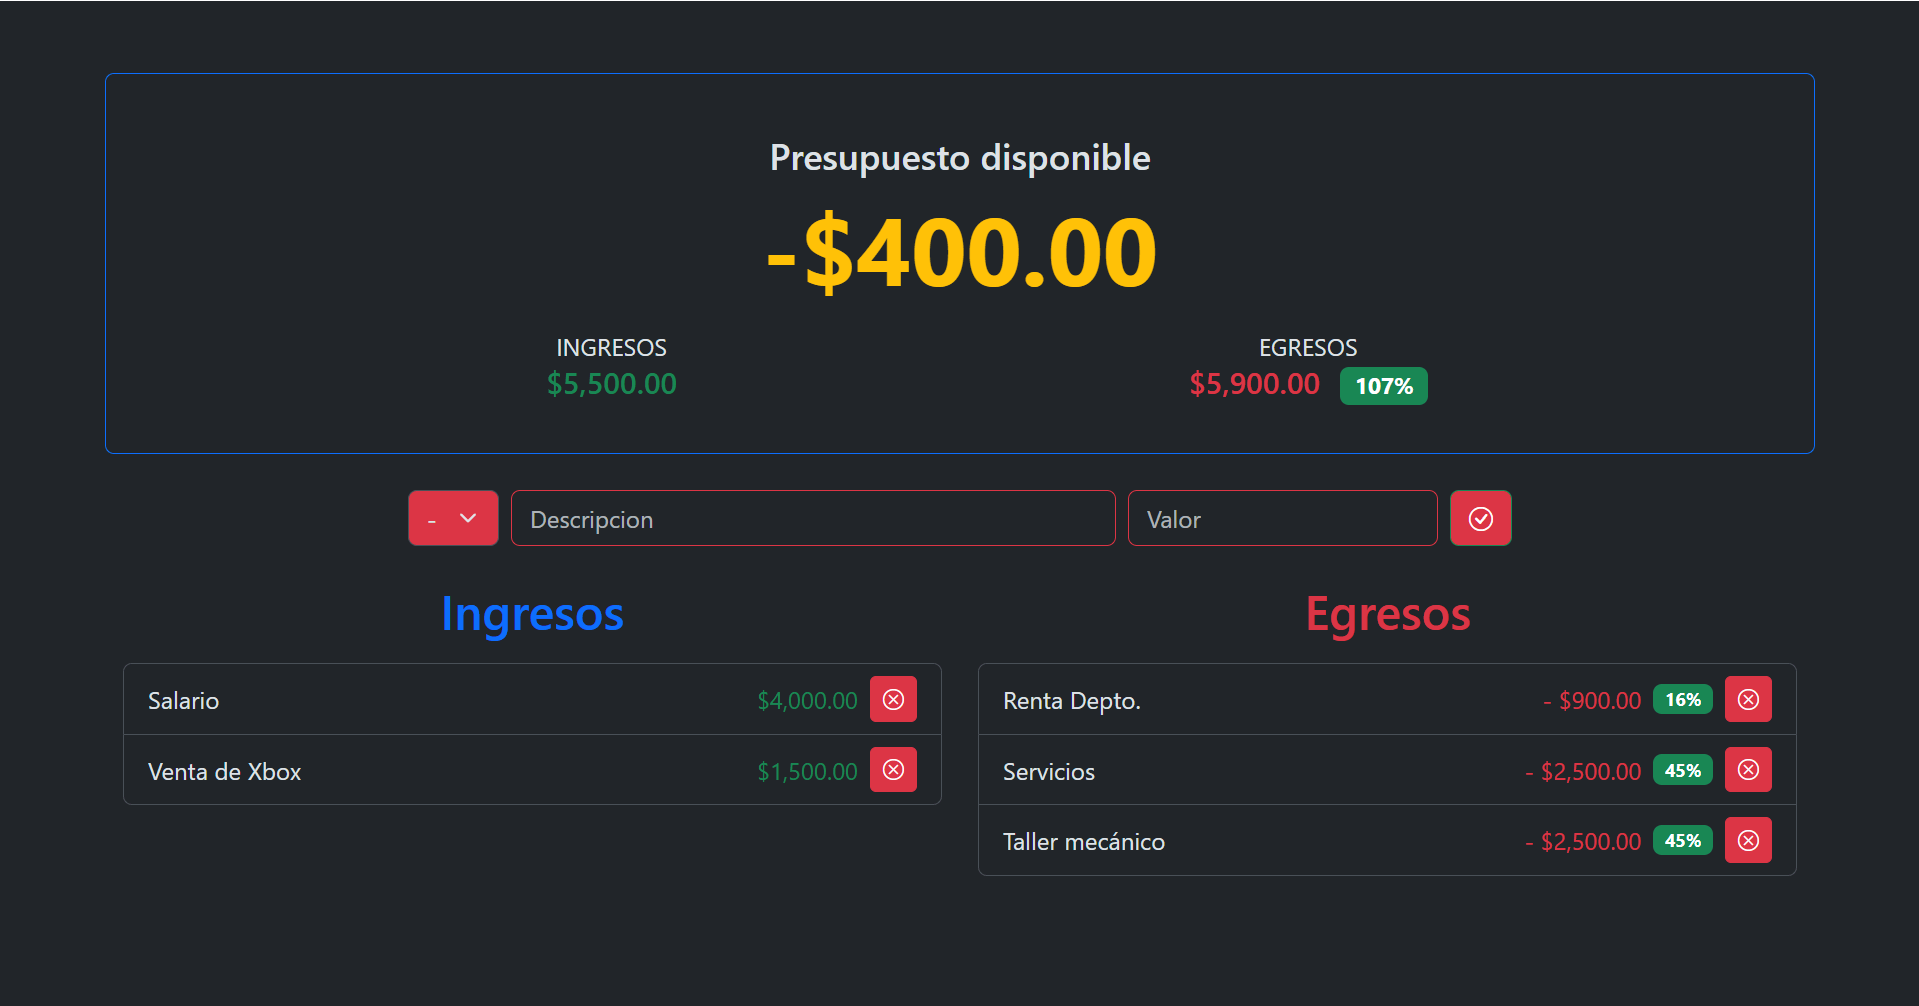 Presupuesto disponible
-$400.00
INGRESOS
$5,500.00
EGRESOS
$5,900.00 107%
- Descripcion Valor
Ingresos
Salario $4,000.00
Venta de Xbox $1,500.00
Egresos
Renta Depto. - $900.00 16%
Servicios - $2,500.00 45%
Taller mecánico - $2,500.00 45%